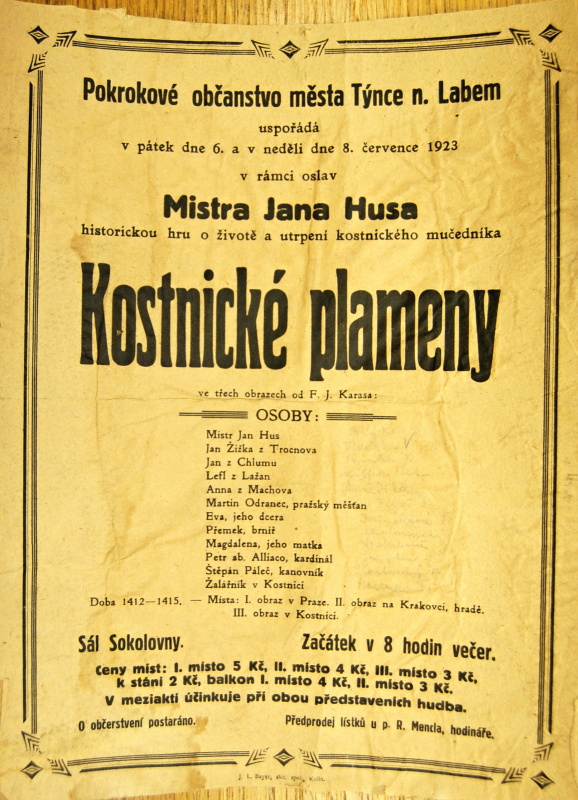 Pokrokové občanstvo města Týnce n. Labem
uspořádá
v pátek dne 6. a v neděli dne 8. července 1923
v rámci oslav
Mistra Jana Husa
historickou hru o životě a utrpení kostnického mučedníka
Kostnické plameny
ve třech obrazech od F. J. Karasa:
OSOBY:
Mistr Jan Hus
Jan Žižka z Trocnova
Jan z Chlumu
Lefl z Lažan
Anna z Machova
Martin Odranec, pražský měšťan
Eva, jeho dcera
Přemek, brníř
Magdalena, jeho matka
Petr ab. Alliaco, kardinál
Štěpán Páleč, kanovník
Žalářník v Kostnici
Doba 1412—1415. — Místa: I. obraz v Praze. II. obraz na Krakovci, hradě.
III. obraz v Kostnici.
Sál Sokolovny. Začátek v 8 hodin večer.
Ceny míst: I. místo 5 Kč, II. místo 4 Kč, III. místo 3 Kč,
k stání 2 Kč, balkon I. místo 4 Kč, II. místo 3 Kč.
V meziaktí účinkuje při obou představeních hudba.
O občerstvení postaráno. Předprodej lístků u p. R. Mencla, hodináře.
J. L. Bayer, akc. spol., Kolín.